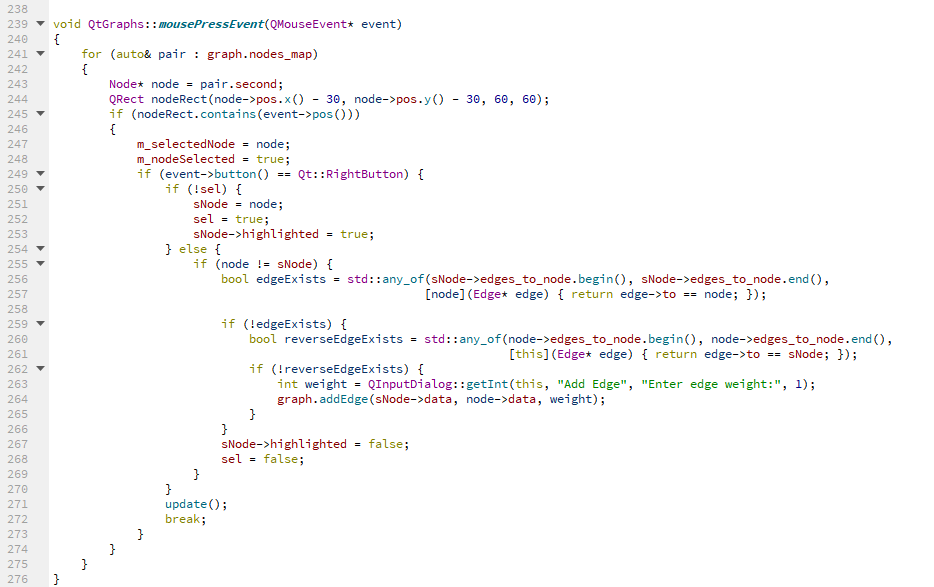 238
239 void QtGraphs::mousePressEvent(QMouseEvent* event)
240 {
241     for (auto& pair : graph.nodes_map)
242     {
243         Node* node = pair.second;
244         QRect nodeRect(node->pos.x() - 30, node->pos.y() - 30, 60, 60);
245         if (nodeRect.contains(event->pos()))
246         {
247             m_selectedNode = node;
248             m_nodeSelected = true;
249             if (event->button() == Qt::RightButton) {
250                 if (!sel) {
251                     sNode = node;
252                     sel = true;
253                     sNode->highlighted = true;
254                 } else {
255                     if (node != sNode) {
256                         bool edgeExists = std::any_of(sNode->edges_to_node.begin(), sNode->edges_to_node.end(),
257                                                       [node](Edge* edge) { return edge->to == node; });
258
259                         if (!edgeExists) {
260                             bool reverseEdgeExists = std::any_of(node->edges_to_node.begin(), node->edges_to_node.end(),
261                                                                  [this](Edge* edge) { return edge->to == sNode; });
262                             if (!reverseEdgeExists) {
263                                 int weight = QInputDialog::getInt(this, "Add Edge", "Enter edge weight:", 1);
264                                 graph.addEdge(sNode->data, node->data, weight);
265                             }
266                         }
267                         sNode->highlighted = false;
268                         sel = false;
269                     }
270                 }
271                 update();
272                 break;
273             }
274         }
275     }
276 }